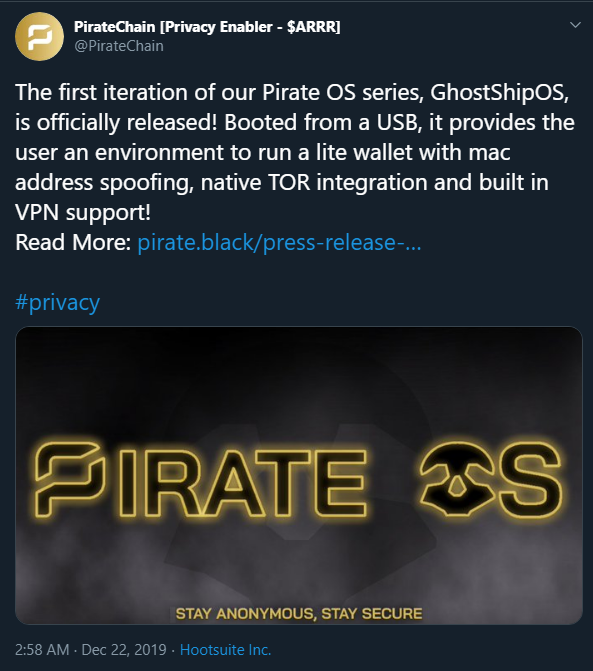 PirateChain [Privacy Enabler - $ARRR]
@PirateChain
The first iteration of our Pirate OS series, GhostShipOS,
is officially released! Booted from a USB, it provides the
user an environment to run a lite wallet with mac
address spoofing, native TOR integration and built in
VPN support!
Read More: pirate.black/press-release-...
#privacy
PIRATE OS
STAY ANONYMOUS, STAY SECURE
2:58 AM · Dec 22, 2019 · Hootsuite Inc.